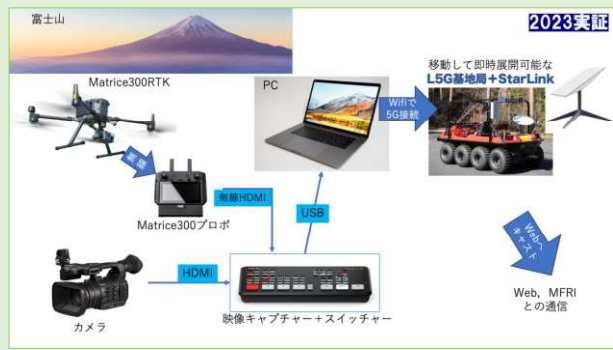 富士山
2023実証
Matrice300RTK
PC
移動して即時展開可能な
L5G基地局+StarLink
Wifiで
5G接続
無線
無線HDMI
Matrice300プロポ
USB
HDMI
Webへ
キャスト
カメラ
映像キャプチャー+スイッチャー
Web, MFRI
との通信